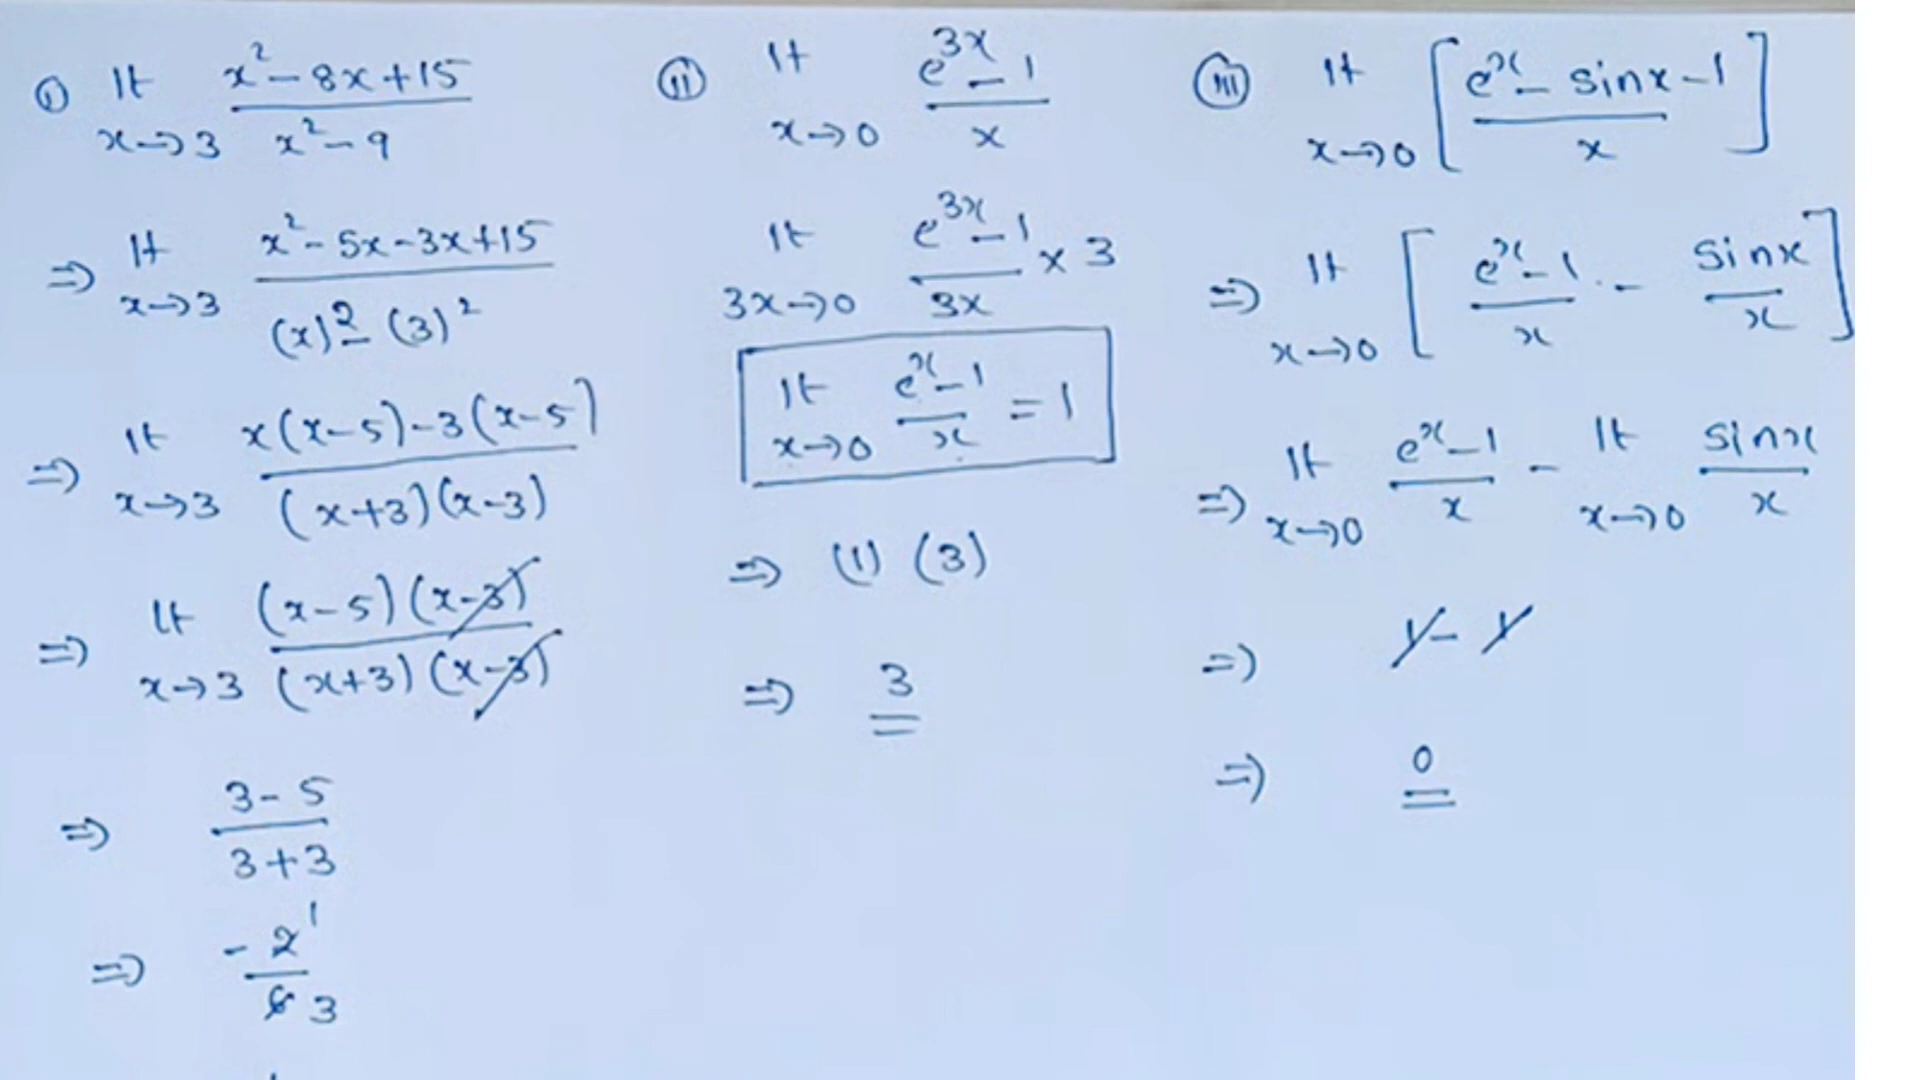 (i) lt x→3 (x² - 8x + 15)/(x² - 9)
⇒ lt x→3 (x² - 5x - 3x + 15)/((x)² - (3)²)
⇒ lt x→3 (x(x-5) - 3(x-5))/((x+3)(x-3))
⇒ lt x→3 ((x-5)(x-3))/((x+3)(x-3))
⇒ (3-5)/(3+3)
⇒ -2 1/6 3
(ii) lt x→0 (e^3x - 1)/x
lt 3x→0 (e^3x - 1)/3x × 3
lt x→0 (e^x - 1)/x = 1
⇒ (1) (3)
⇒ 3
(iii) lt x→0 [(e^x - sinx - 1)/x]
⇒ lt x→0 [(e^x - 1)/x - sinx/x]
⇒ lt x→0 (e^x - 1)/x - lt x→0 sinx/x
⇒ 1 - 1
⇒ 0